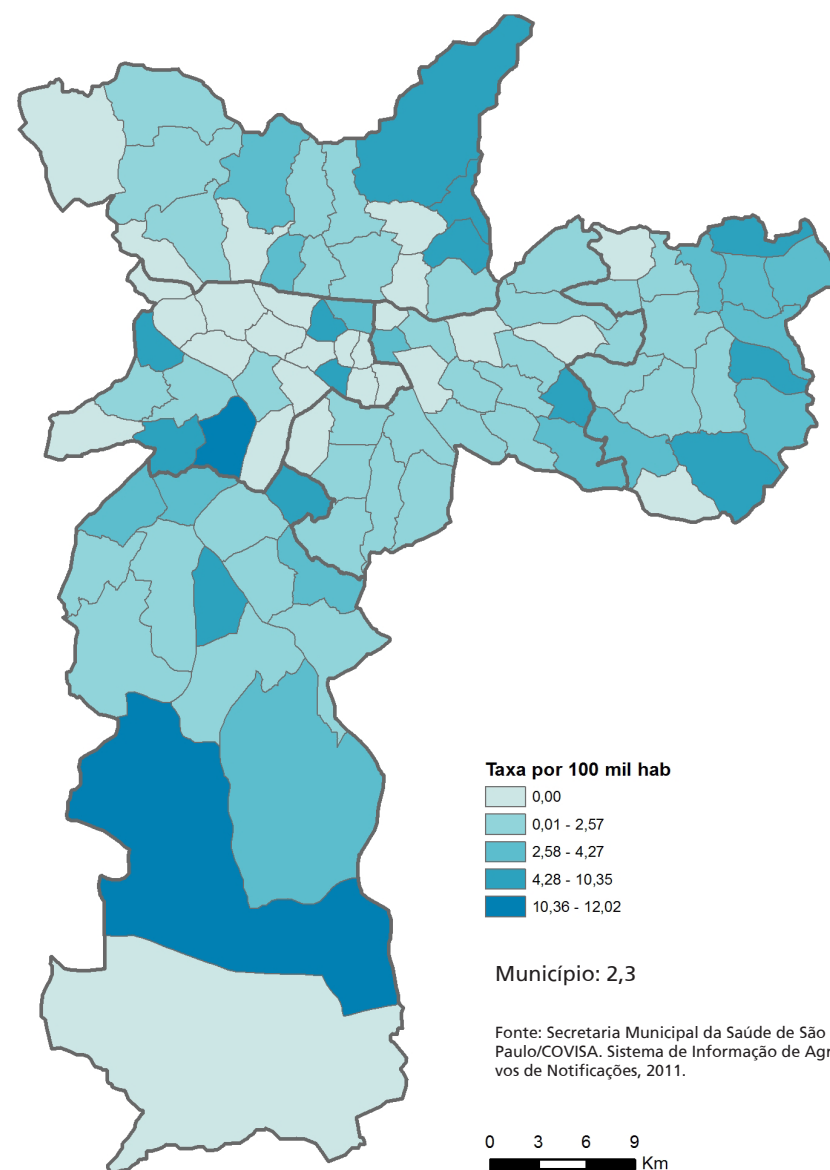 Taxa por 100 mil hab
0,00
0,01 - 2,57
2,58 - 4,27
4,28 - 10,35
10,36 - 12,02
Município: 2,3
Fonte: Secretaria Municipal da Saúde de São
Paulo/COVISA. Sistema de Informação de Agr
vos de Notificações, 2011.
0 3 6 9
Km